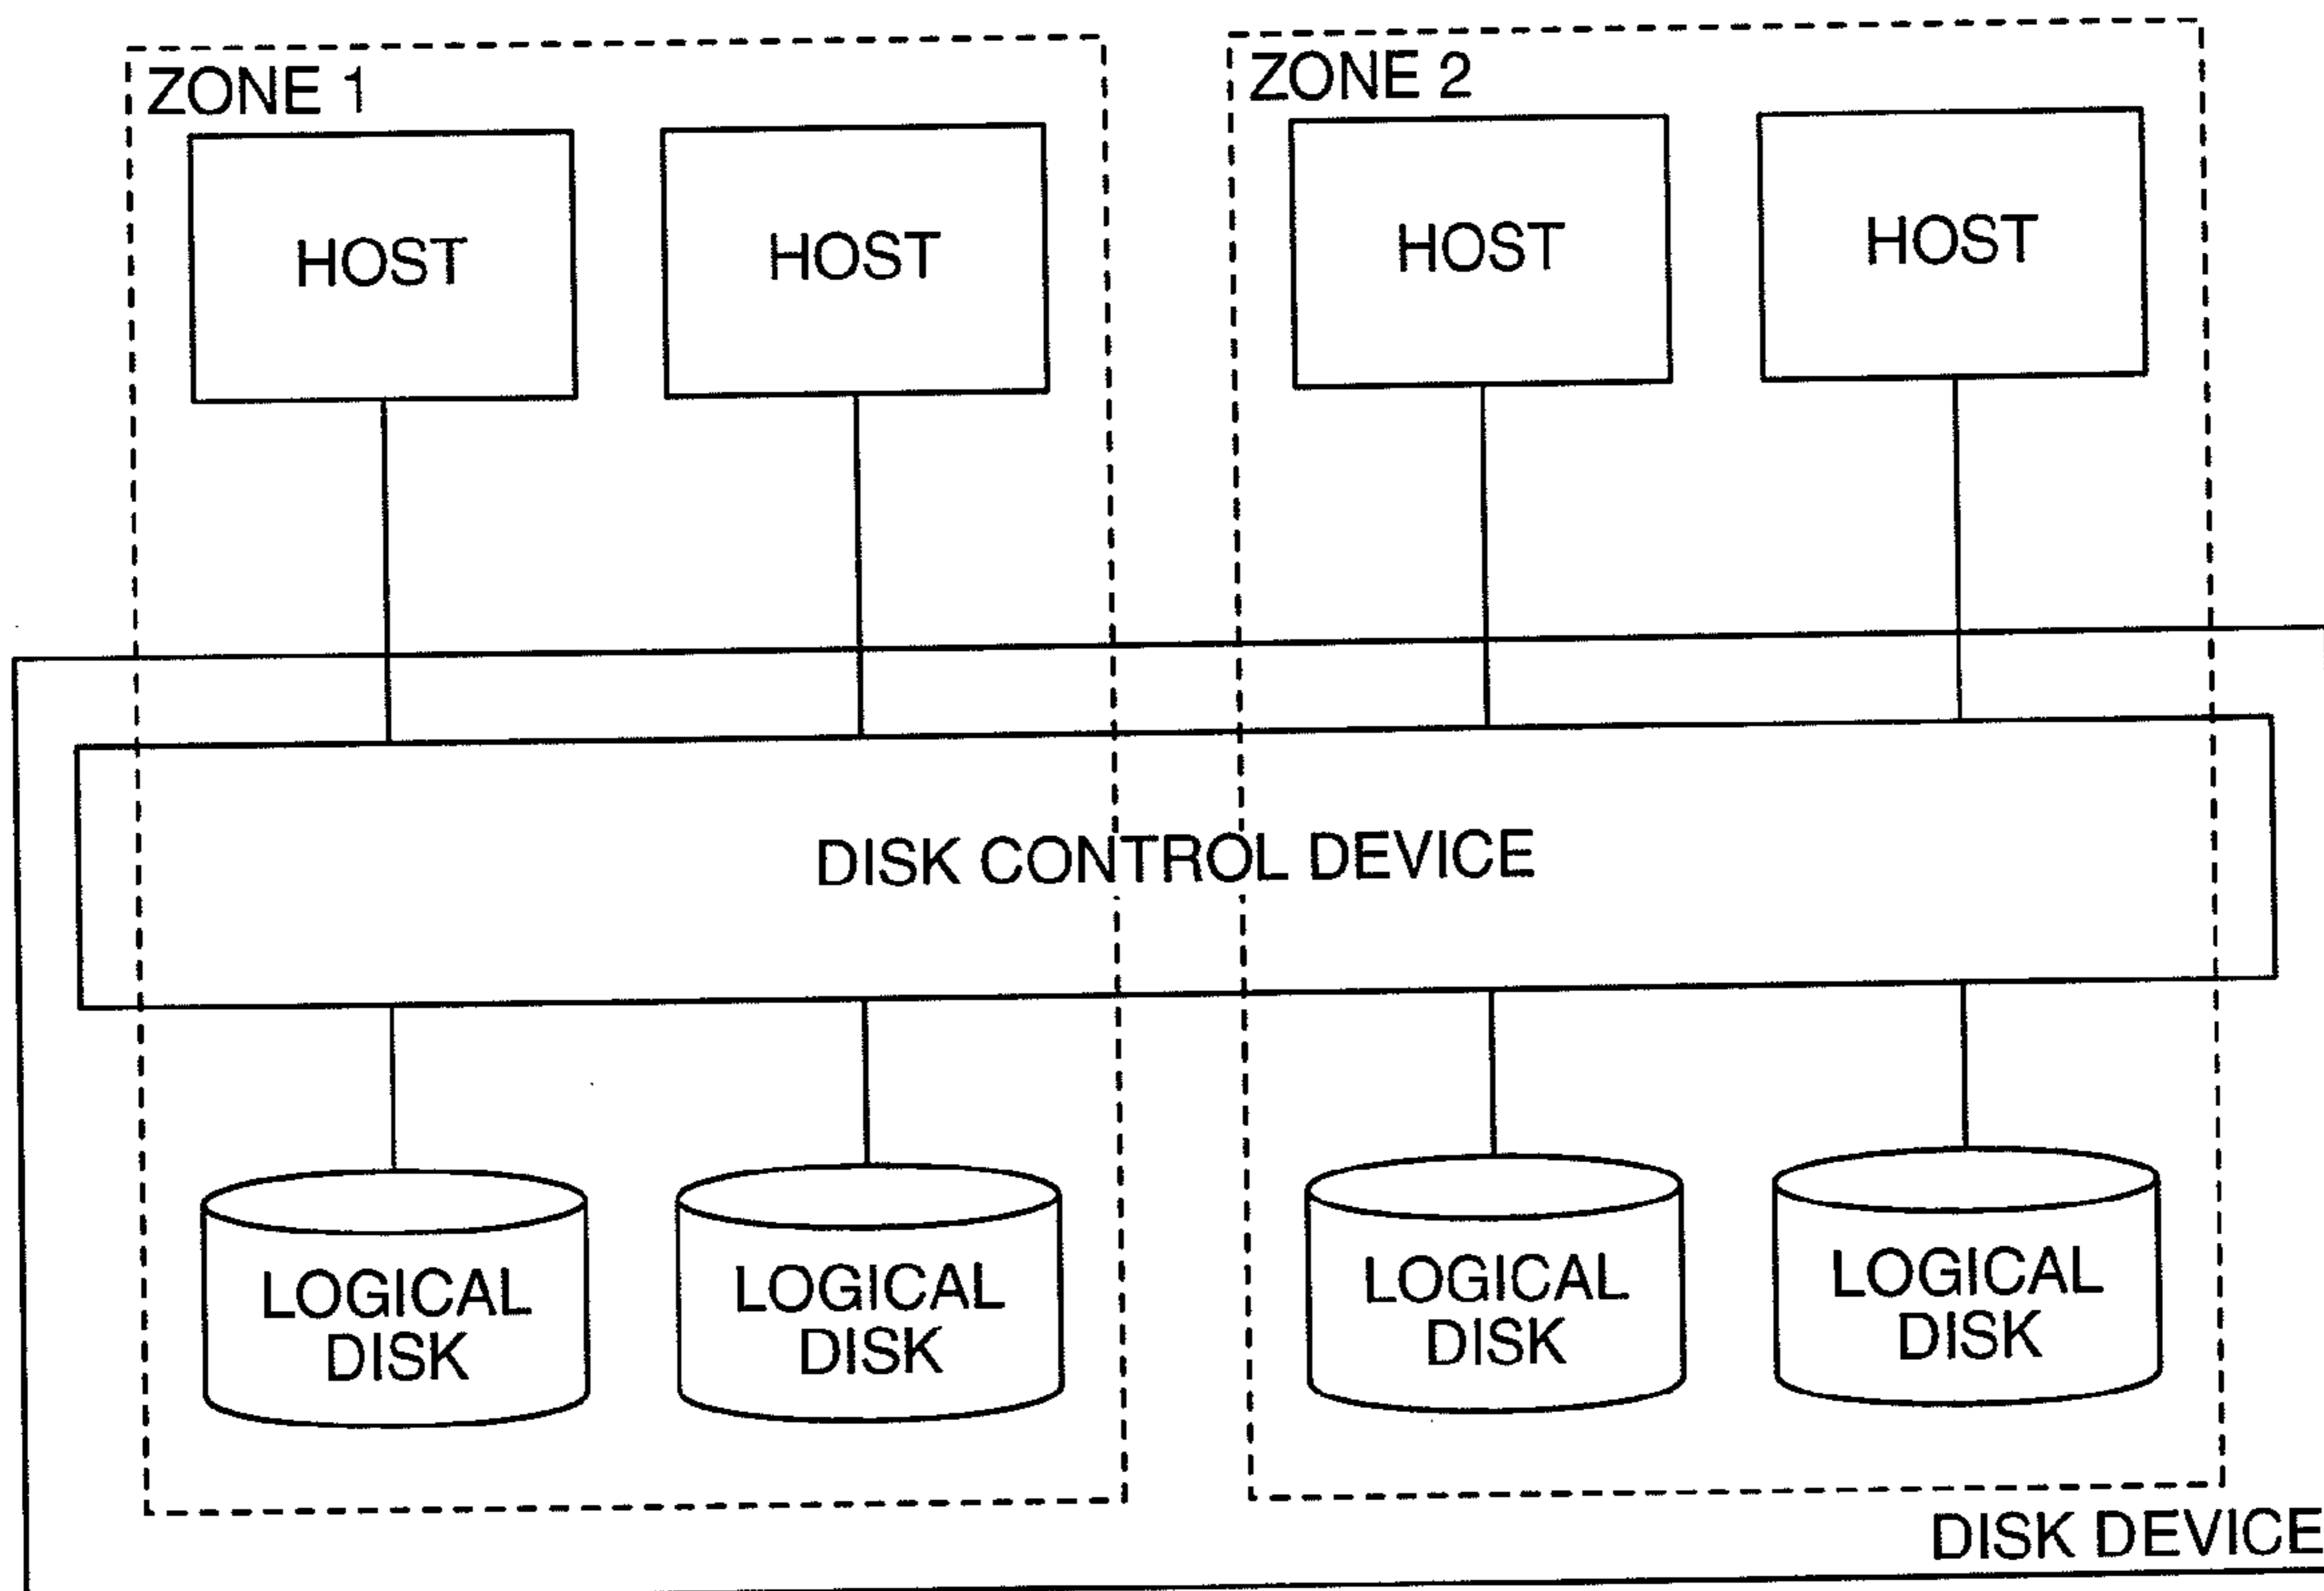 ZONE 1
ZONE 2
HOST
HOST
HOST
HOST
DISK CONTROL DEVICE
LOGICAL
DISK
LOGICAL
DISK
LOGICAL
DISK
LOGICAL
DISK
DISK DEVICE